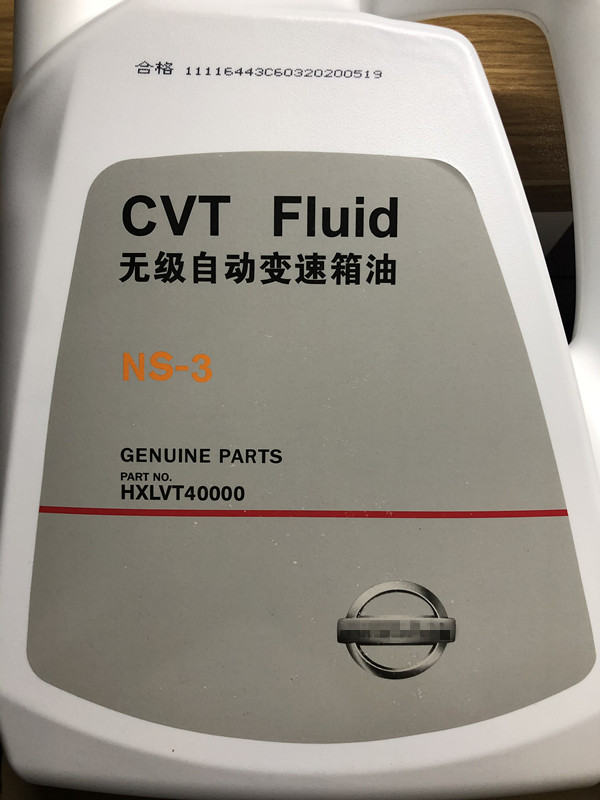 合格 11116443C60320200519
CVT Fluid
无级自动变速箱油
NS-3
GENUINE PARTS
PART NO.
HXLVT40000